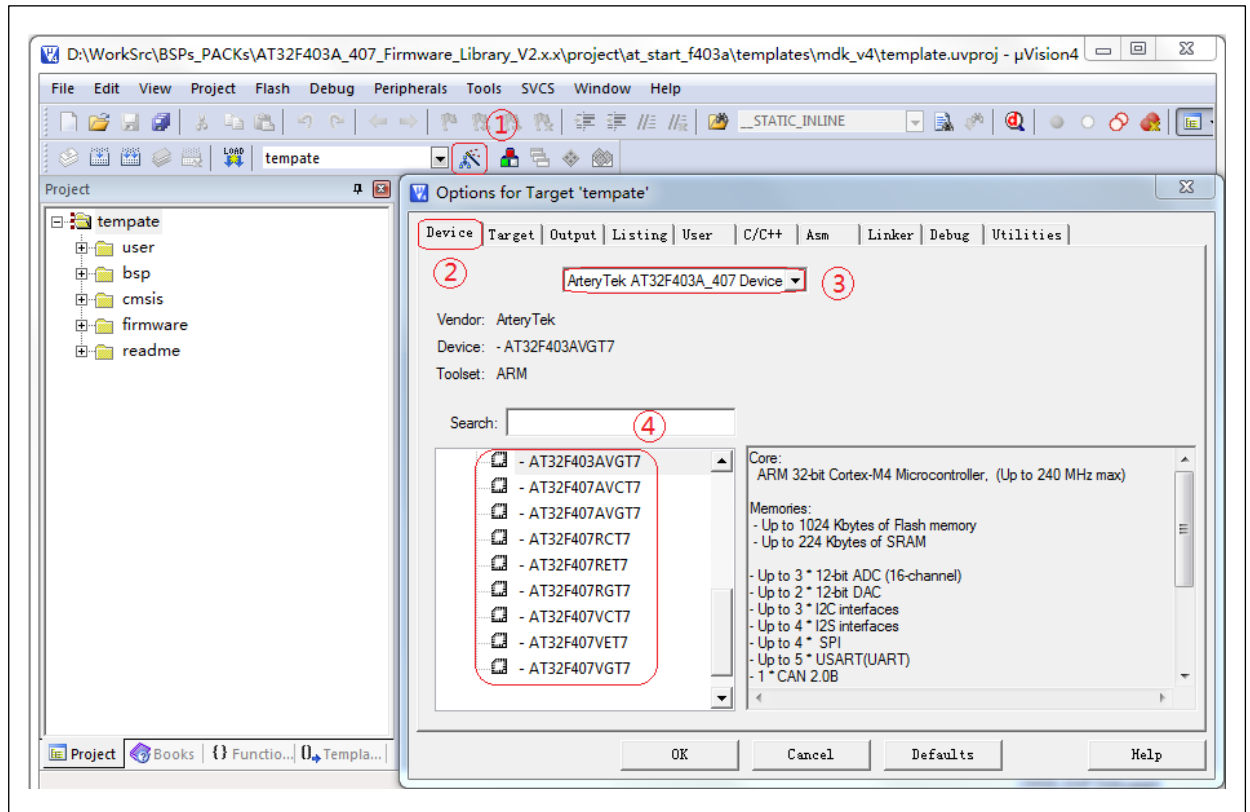 D:\WorkSrc\BSPs_PACKs\AT32F403A_407_Firmware_Library_V2.x.x\project\at_start_f403a\templates\mdk_v4\template.uvproj - µVision4
File Edit View Project Flash Debug Peripherals Tools SVCS Window Help
①
__STATIC_INLINE
LOAD
tempate
Project
tempate
user
bsp
cmsis
firmware
readme
Project Books {} Functio... Templa...
Options for Target 'tempate'
Device Target Output Listing User C/C++ Asm Linker Debug Utilities
②
ArteryTek AT32F403A_407 Device
③
Vendor: ArteryTek
Device: - AT32F403AVGT7
Toolset: ARM
Search:
④
- AT32F403AVGT7
- AT32F407AVCT7
- AT32F407AVGT7
- AT32F407RCT7
- AT32F407RET7
- AT32F407RGT7
- AT32F407VCT7
- AT32F407VET7
- AT32F407VGT7
Core:
ARM 32-bit Cortex-M4 Microcontroller, (Up to 240 MHz max)
Memories:
- Up to 1024 Kbytes of Flash memory
- Up to 224 Kbytes of SRAM
- Up to 3 * 12-bit ADC (16-channel)
- Up to 2 * 12-bit DAC
- Up to 3 * I2C interfaces
- Up to 4 * I2S interfaces
- Up to 4 * SPI
- Up to 5 * USART(UART)
- 1 * CAN 2.0B
OK Cancel Defaults Help